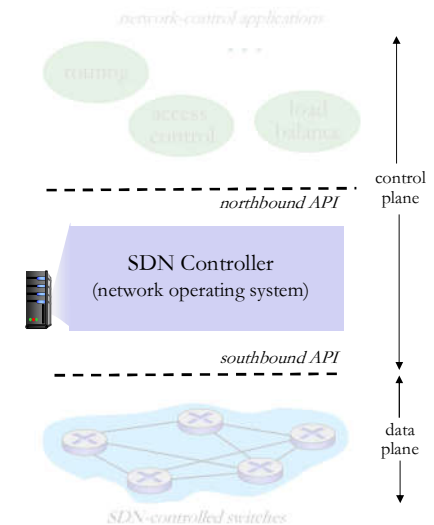 network-control applications
...
routing
access
control
load
balance
control
plane
northbound API
SDN Controller
(network operating system)
southbound API
data
plane
SDN-controlled switches